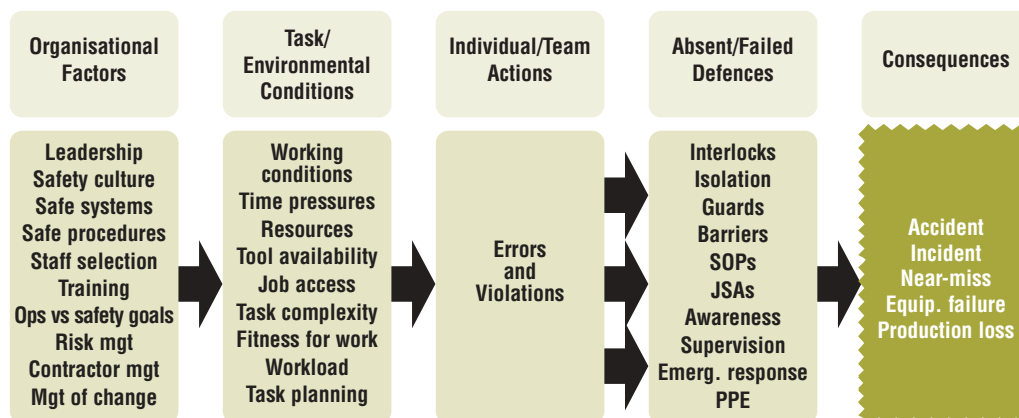 Organisational
Factors
Task/
Environmental
Conditions
Individual/Team
Actions
Absent/Failed
Defences
Consequences
Leadership
Safety culture
Safe systems
Safe procedures
Staff selection
Training
Ops vs safety goals
Risk mgt
Contractor mgt
Mgt of change
Working
conditions
Time pressures
Resources
Tool availability
Job access
Task complexity
Fitness for work
Workload
Task planning
Errors
and
Violations
Interlocks
Isolation
Guards
Barriers
SOPs
JSAs
Awareness
Supervision
Emerg. response
PPE
Accident
Incident
Near-miss
Equip. failure
Production loss